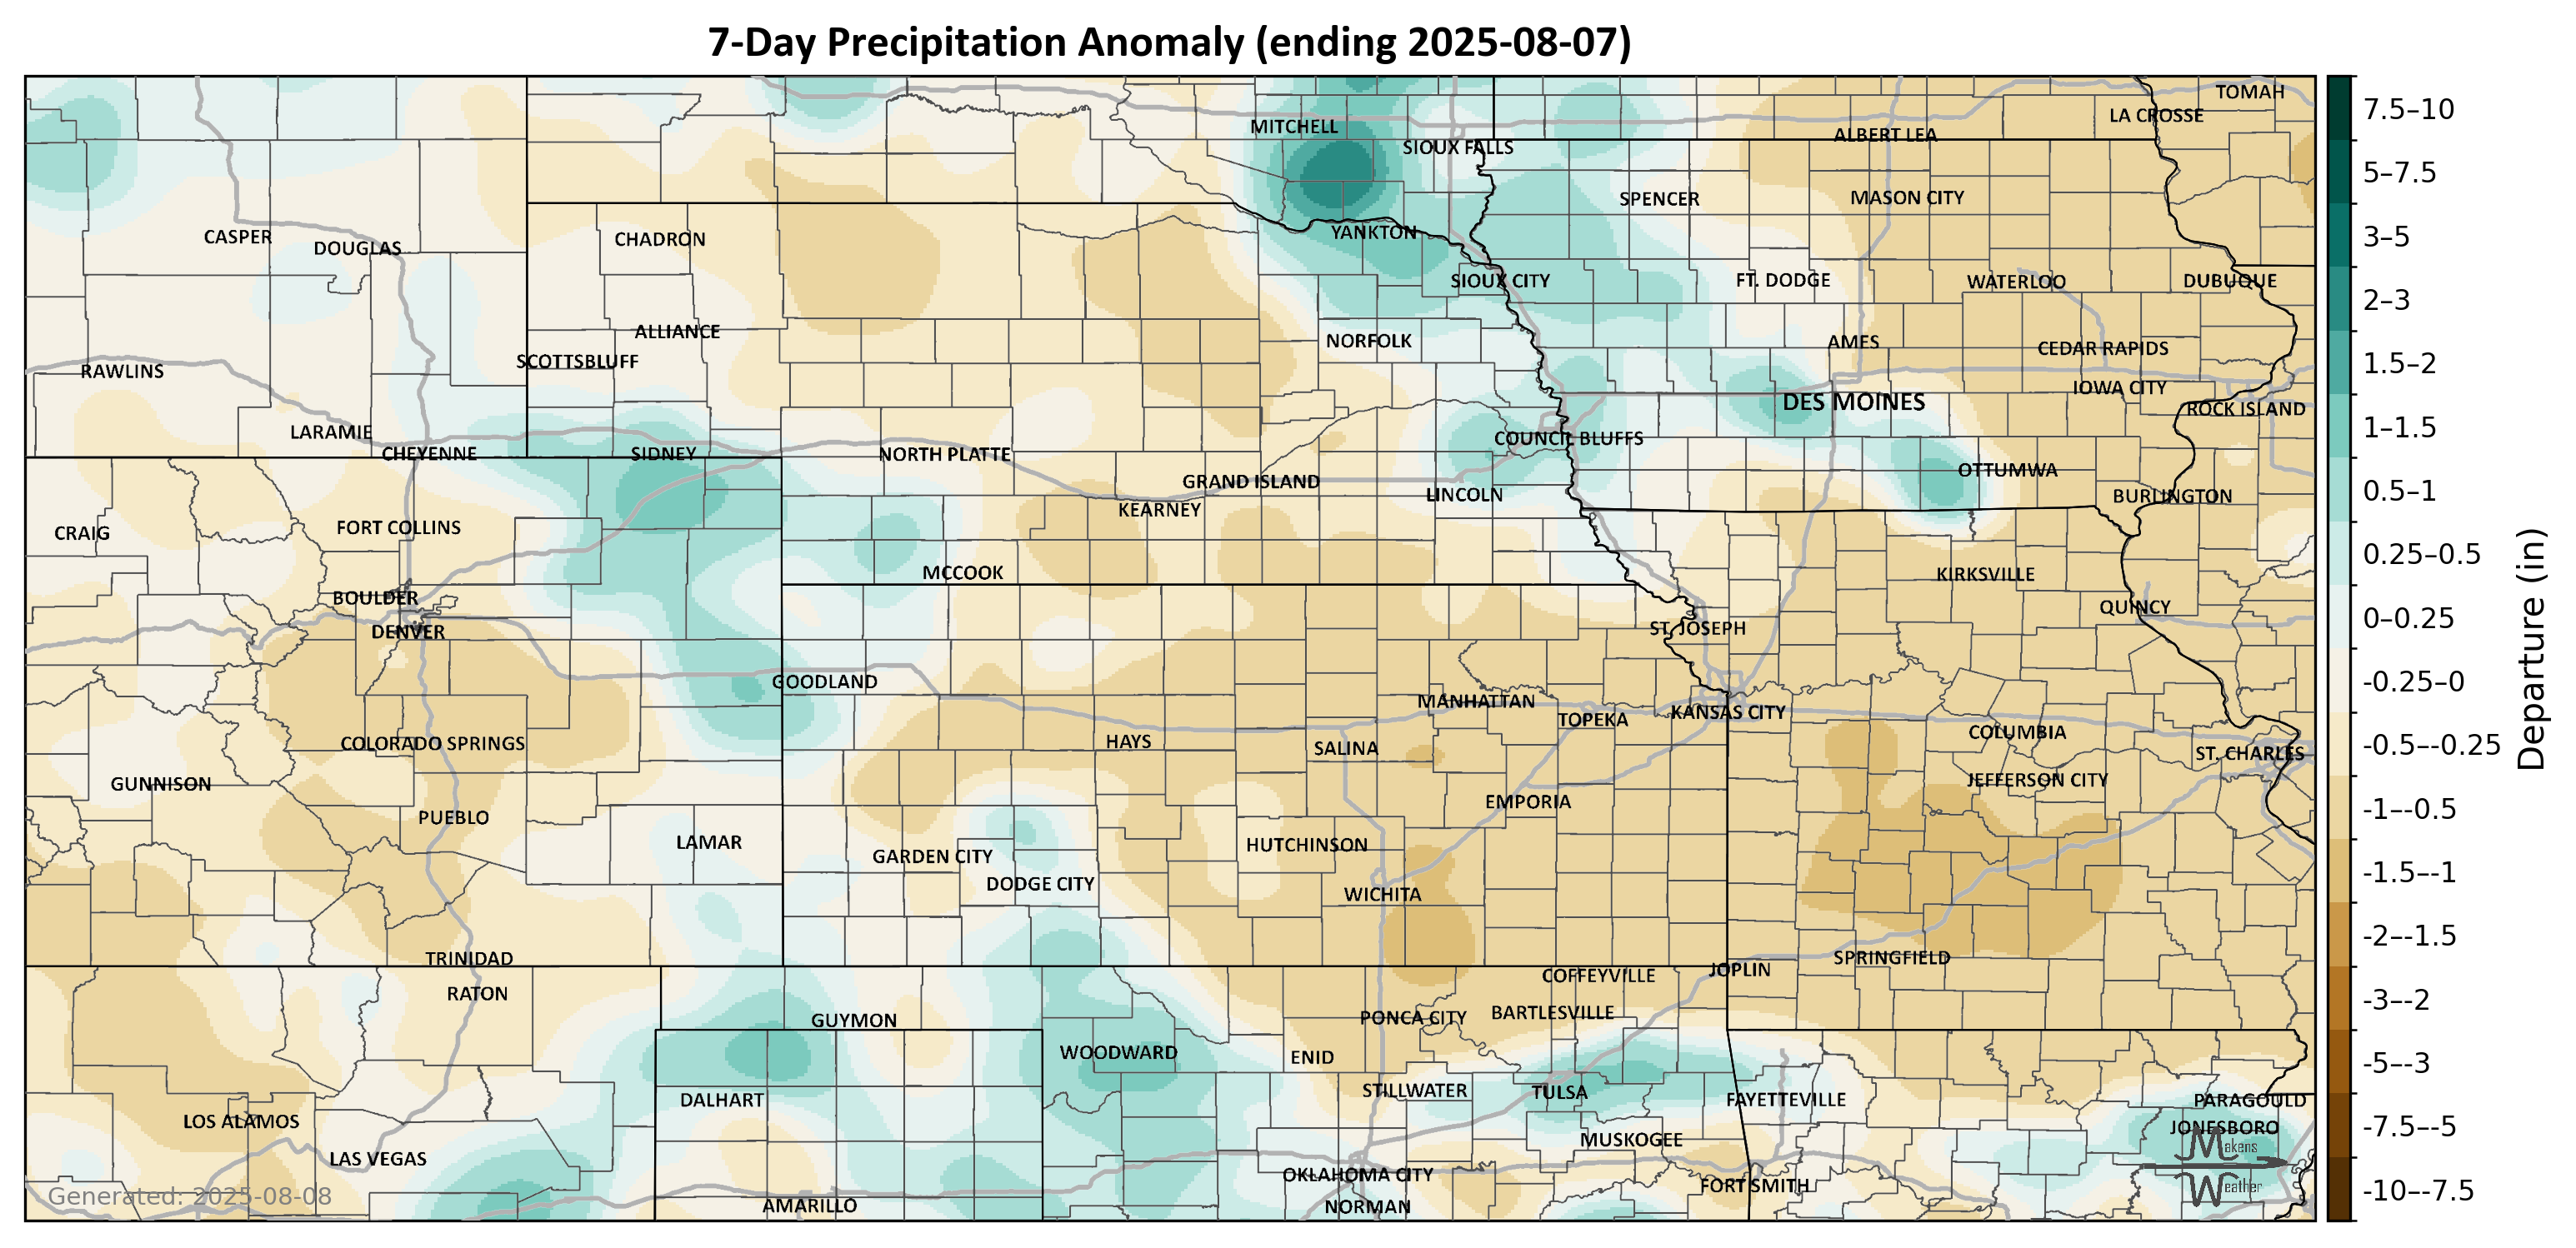 7-Day Precipitation Anomaly (ending 2025-08-07)
TOMAH
LA CROSSE
MITCHELL
ALBERT LEA
SIOUX FALLS
SPENCER
MASON CITY
YANKTON
CASPER
CHADRON
DOUGLAS
SIOUX CITY
FT. DODGE
WATERLOO
DUBUQUE
ALLIANCE
NORFOLK
AMES
CEDAR RAPIDS
SCOTTSBLUFF
RAWLINS
IOWA CITY
DES MOINES
ROCK ISLAND
LARAMIE
COUNCIL BLUFFS
CHEYENNE
SIDNEY
NORTH PLATTE
OTTUMWA
GRAND ISLAND
LINCOLN
BURLINGTON
KEARNEY
CRAIG
FORT COLLINS
MCCOOK
KIRKSVILLE
BOULDER
QUINCY
DENVER
ST. JOSEPH
GOODLAND
MANHATTAN
KANSAS CITY
TOPEKA
COLUMBIA
HAYS
COLORADO SPRINGS
SALINA
ST. CHARLES
JEFFERSON CITY
GUNNISON
EMPORIA
PUEBLO
LAMAR
HUTCHINSON
GARDEN CITY
DODGE CITY
WICHITA
TRINIDAD
SPRINGFIELD
JOPLIN
COFFEYVILLE
RATON
BARTLESVILLE
PONCA CITY
GUYMON
WOODWARD
ENID
STILLWATER
TULSA
DALHART
FAYETTEVILLE
PARAGOULD
LOS ALAMOS
JONESBORO
MUSKOGEE
LAS VEGAS
OKLAHOMA CITY
FORT SMITH
AMARILLO
NORMAN
Generated: 2025-08-08
Makens
Weather
7.5–10
5–7.5
3–5
2–3
1.5–2
1–1.5
0.5–1
0.25–0.5
0–0.25
-0.25–0
-0.5–-0.25
-1–-0.5
-1.5–-1
-2–-1.5
-3–-2
-5–-3
-7.5–-5
-10–-7.5
Departure (in)